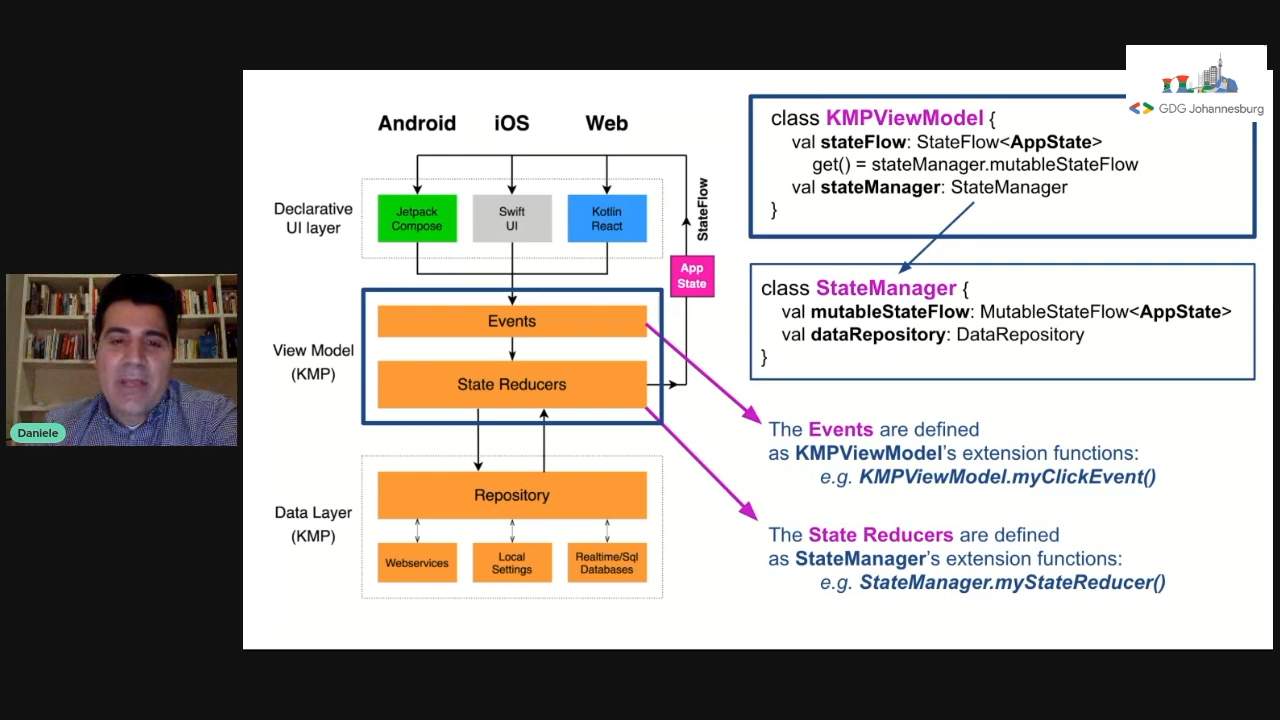 GDG Johannesburg
Android iOS Web
Declarative
UI layer
Jetpack
Compose
Swift
UI
Kotlin
React
StateFlow
App
State
View Model
(KMP)
Events
State Reducers
Data Layer
(KMP)
Repository
Webservices
Local
Settings
Realtime/Sql
Databases
class KMPViewModel {
val stateFlow: StateFlow<AppState>
get() = stateManager.mutableStateFlow
val stateManager: StateManager
}
class StateManager {
val mutableStateFlow: MutableStateFlow<AppState>
val dataRepository: DataRepository
}
The Events are defined
as KMPViewModel's extension functions:
e.g. KMPViewModel.myClickEvent()
The State Reducers are defined
as StateManager's extension functions:
e.g. StateManager.myStateReducer()
Daniele